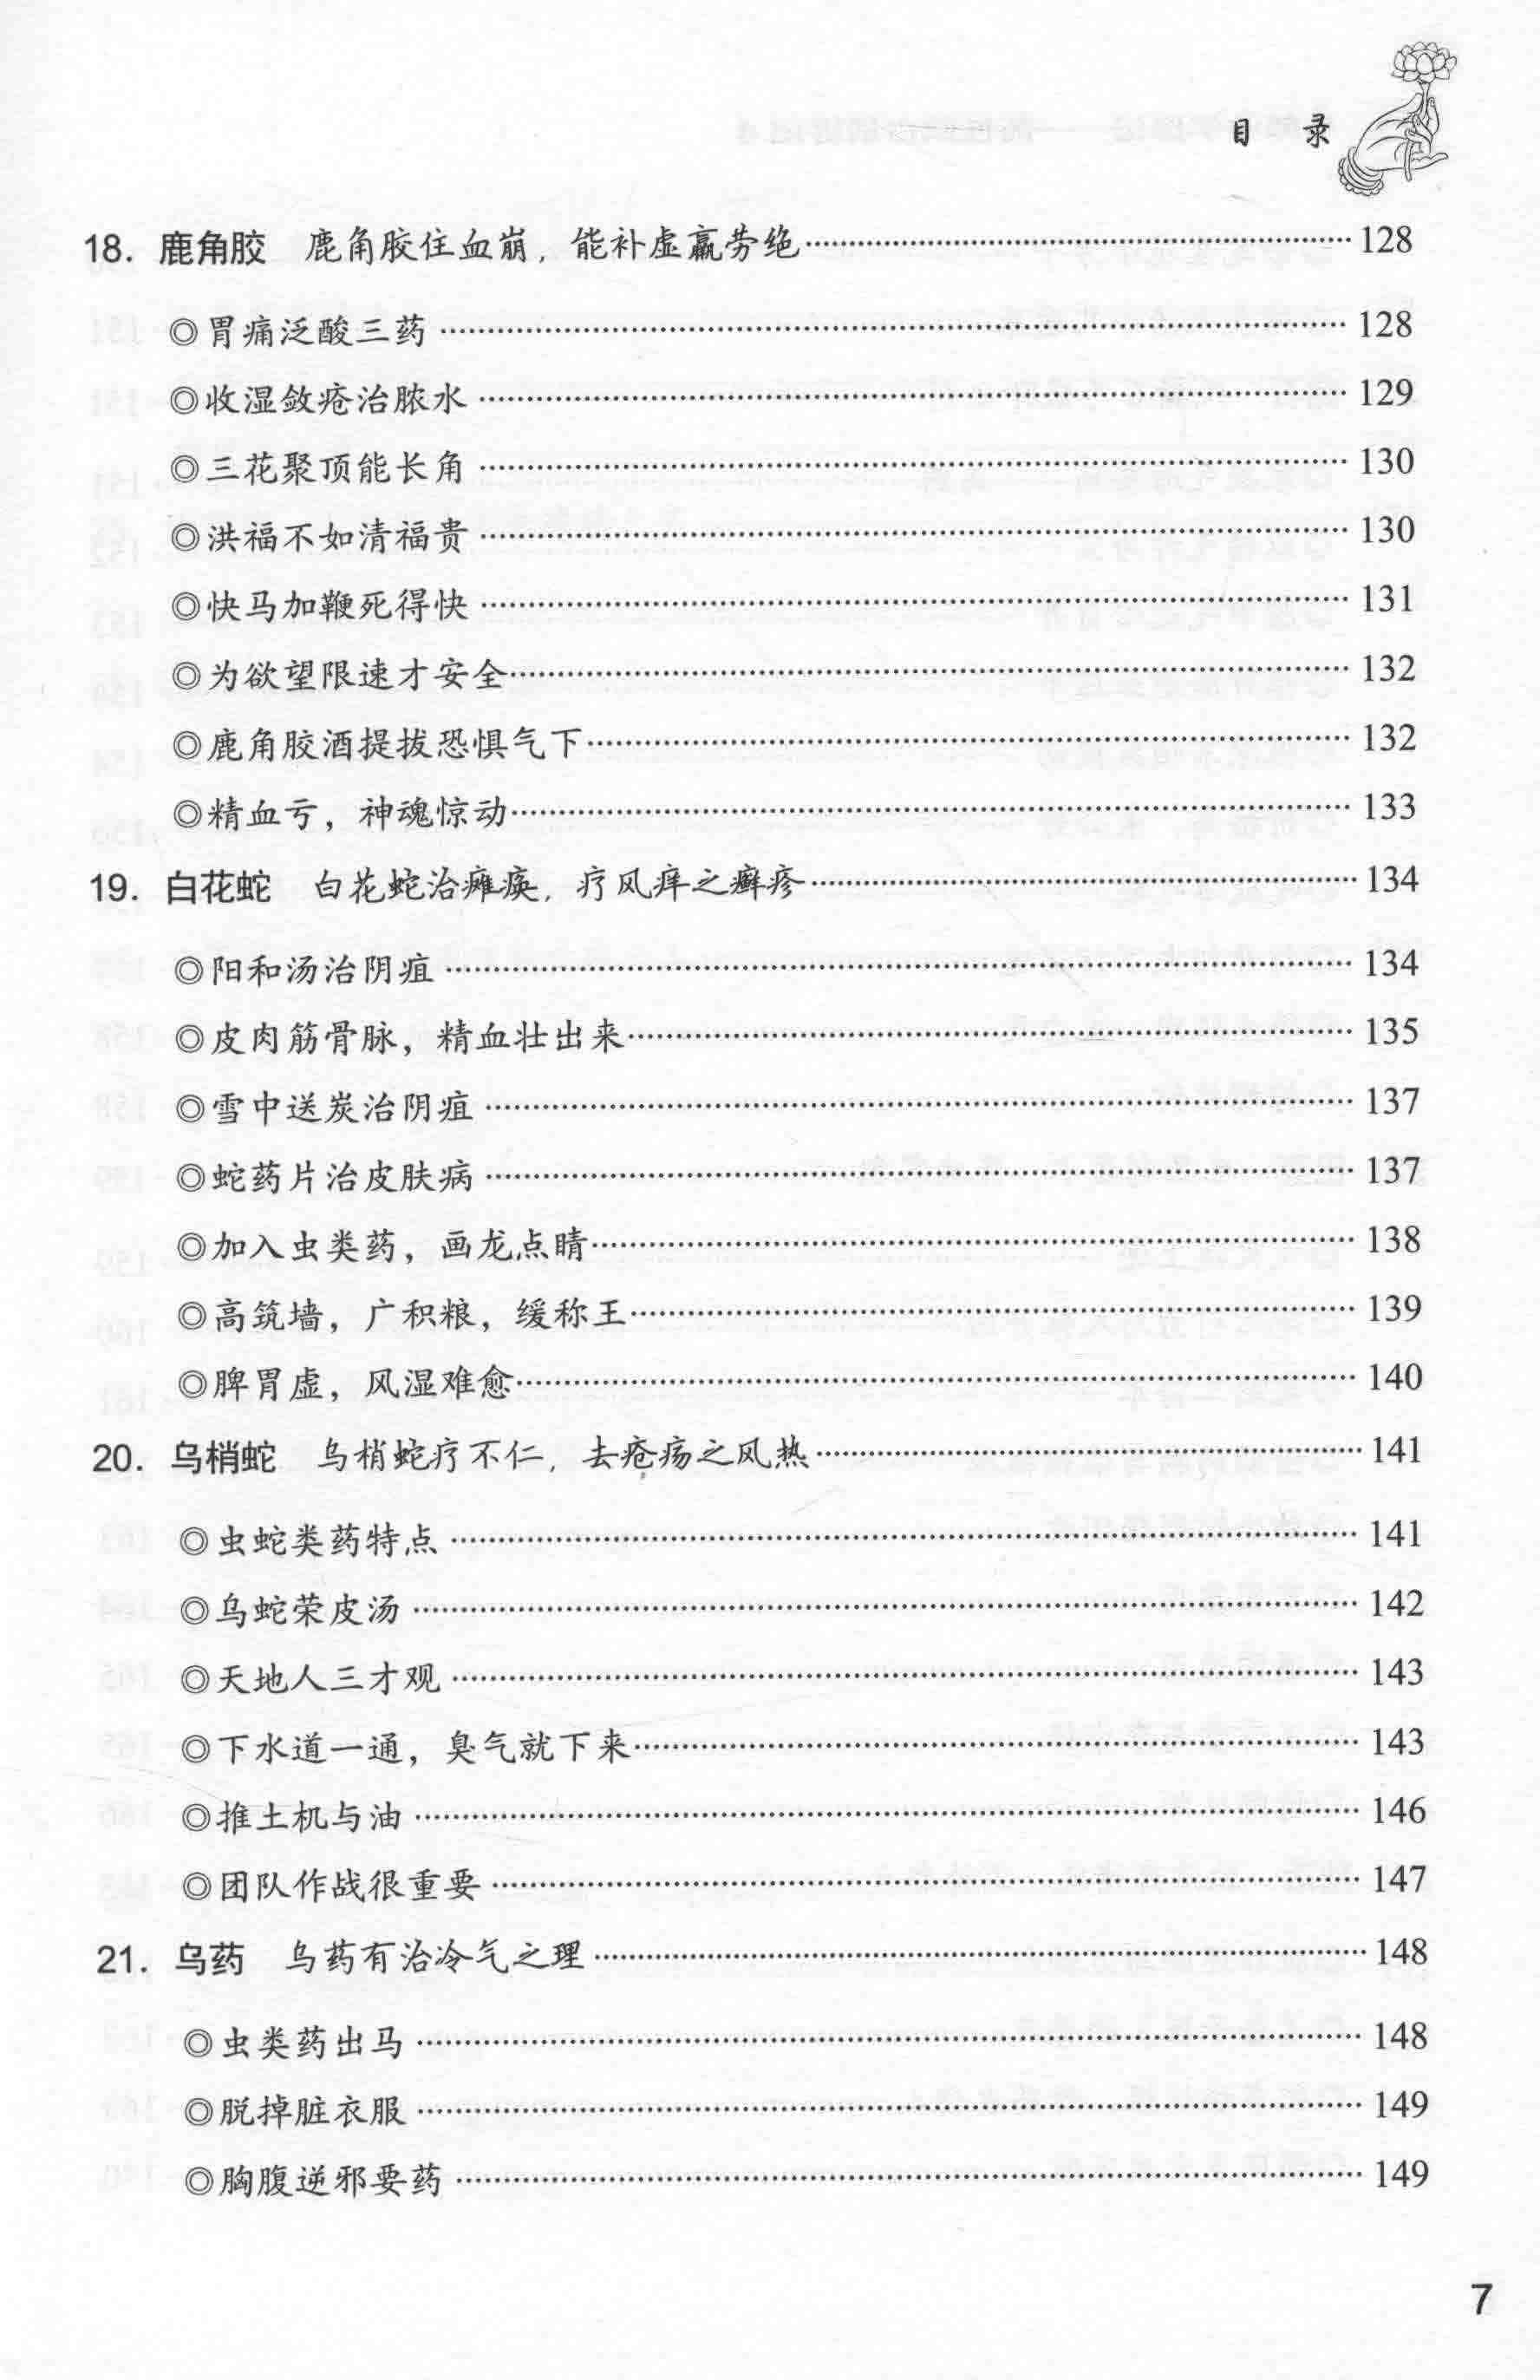 目 录
18. 鹿角胶 鹿角胶住血崩，能补虚羸劳绝……128
◎胃痛泛酸三药……128
◎收湿敛疮治脓水……129
◎三花聚顶能长角……130
◎洪福不如清福贵……130
◎快马加鞭死得快……131
◎为欲望限速才安全……132
◎鹿角胶酒提拔恐惧气下……132
◎精血亏，神魂惊动……133
19. 白花蛇 白花蛇治瘫痪，疗风痒之癣疹……134
◎阳和汤治阴疽……134
◎皮肉筋骨脉，精血壮出来……135
◎雪中送炭治阴疽……137
◎蛇药片治皮肤病……137
◎加入虫类药，画龙点睛……138
◎高筑墙，广积粮，缓称王……139
◎脾胃虚，风湿难愈……140
20. 乌梢蛇 乌梢蛇疗不仁，去疮疡之风热……141
◎虫蛇类药特点……141
◎乌蛇荣皮汤……142
◎天地人三才观……143
◎下水道一通，臭气就下来……143
◎推土机与油……146
◎团队作战很重要……147
21. 乌药 乌药有治冷气之理……148
◎虫类药出马……148
◎脱掉脏衣服……149
◎胸腹逆邪要药……149
7